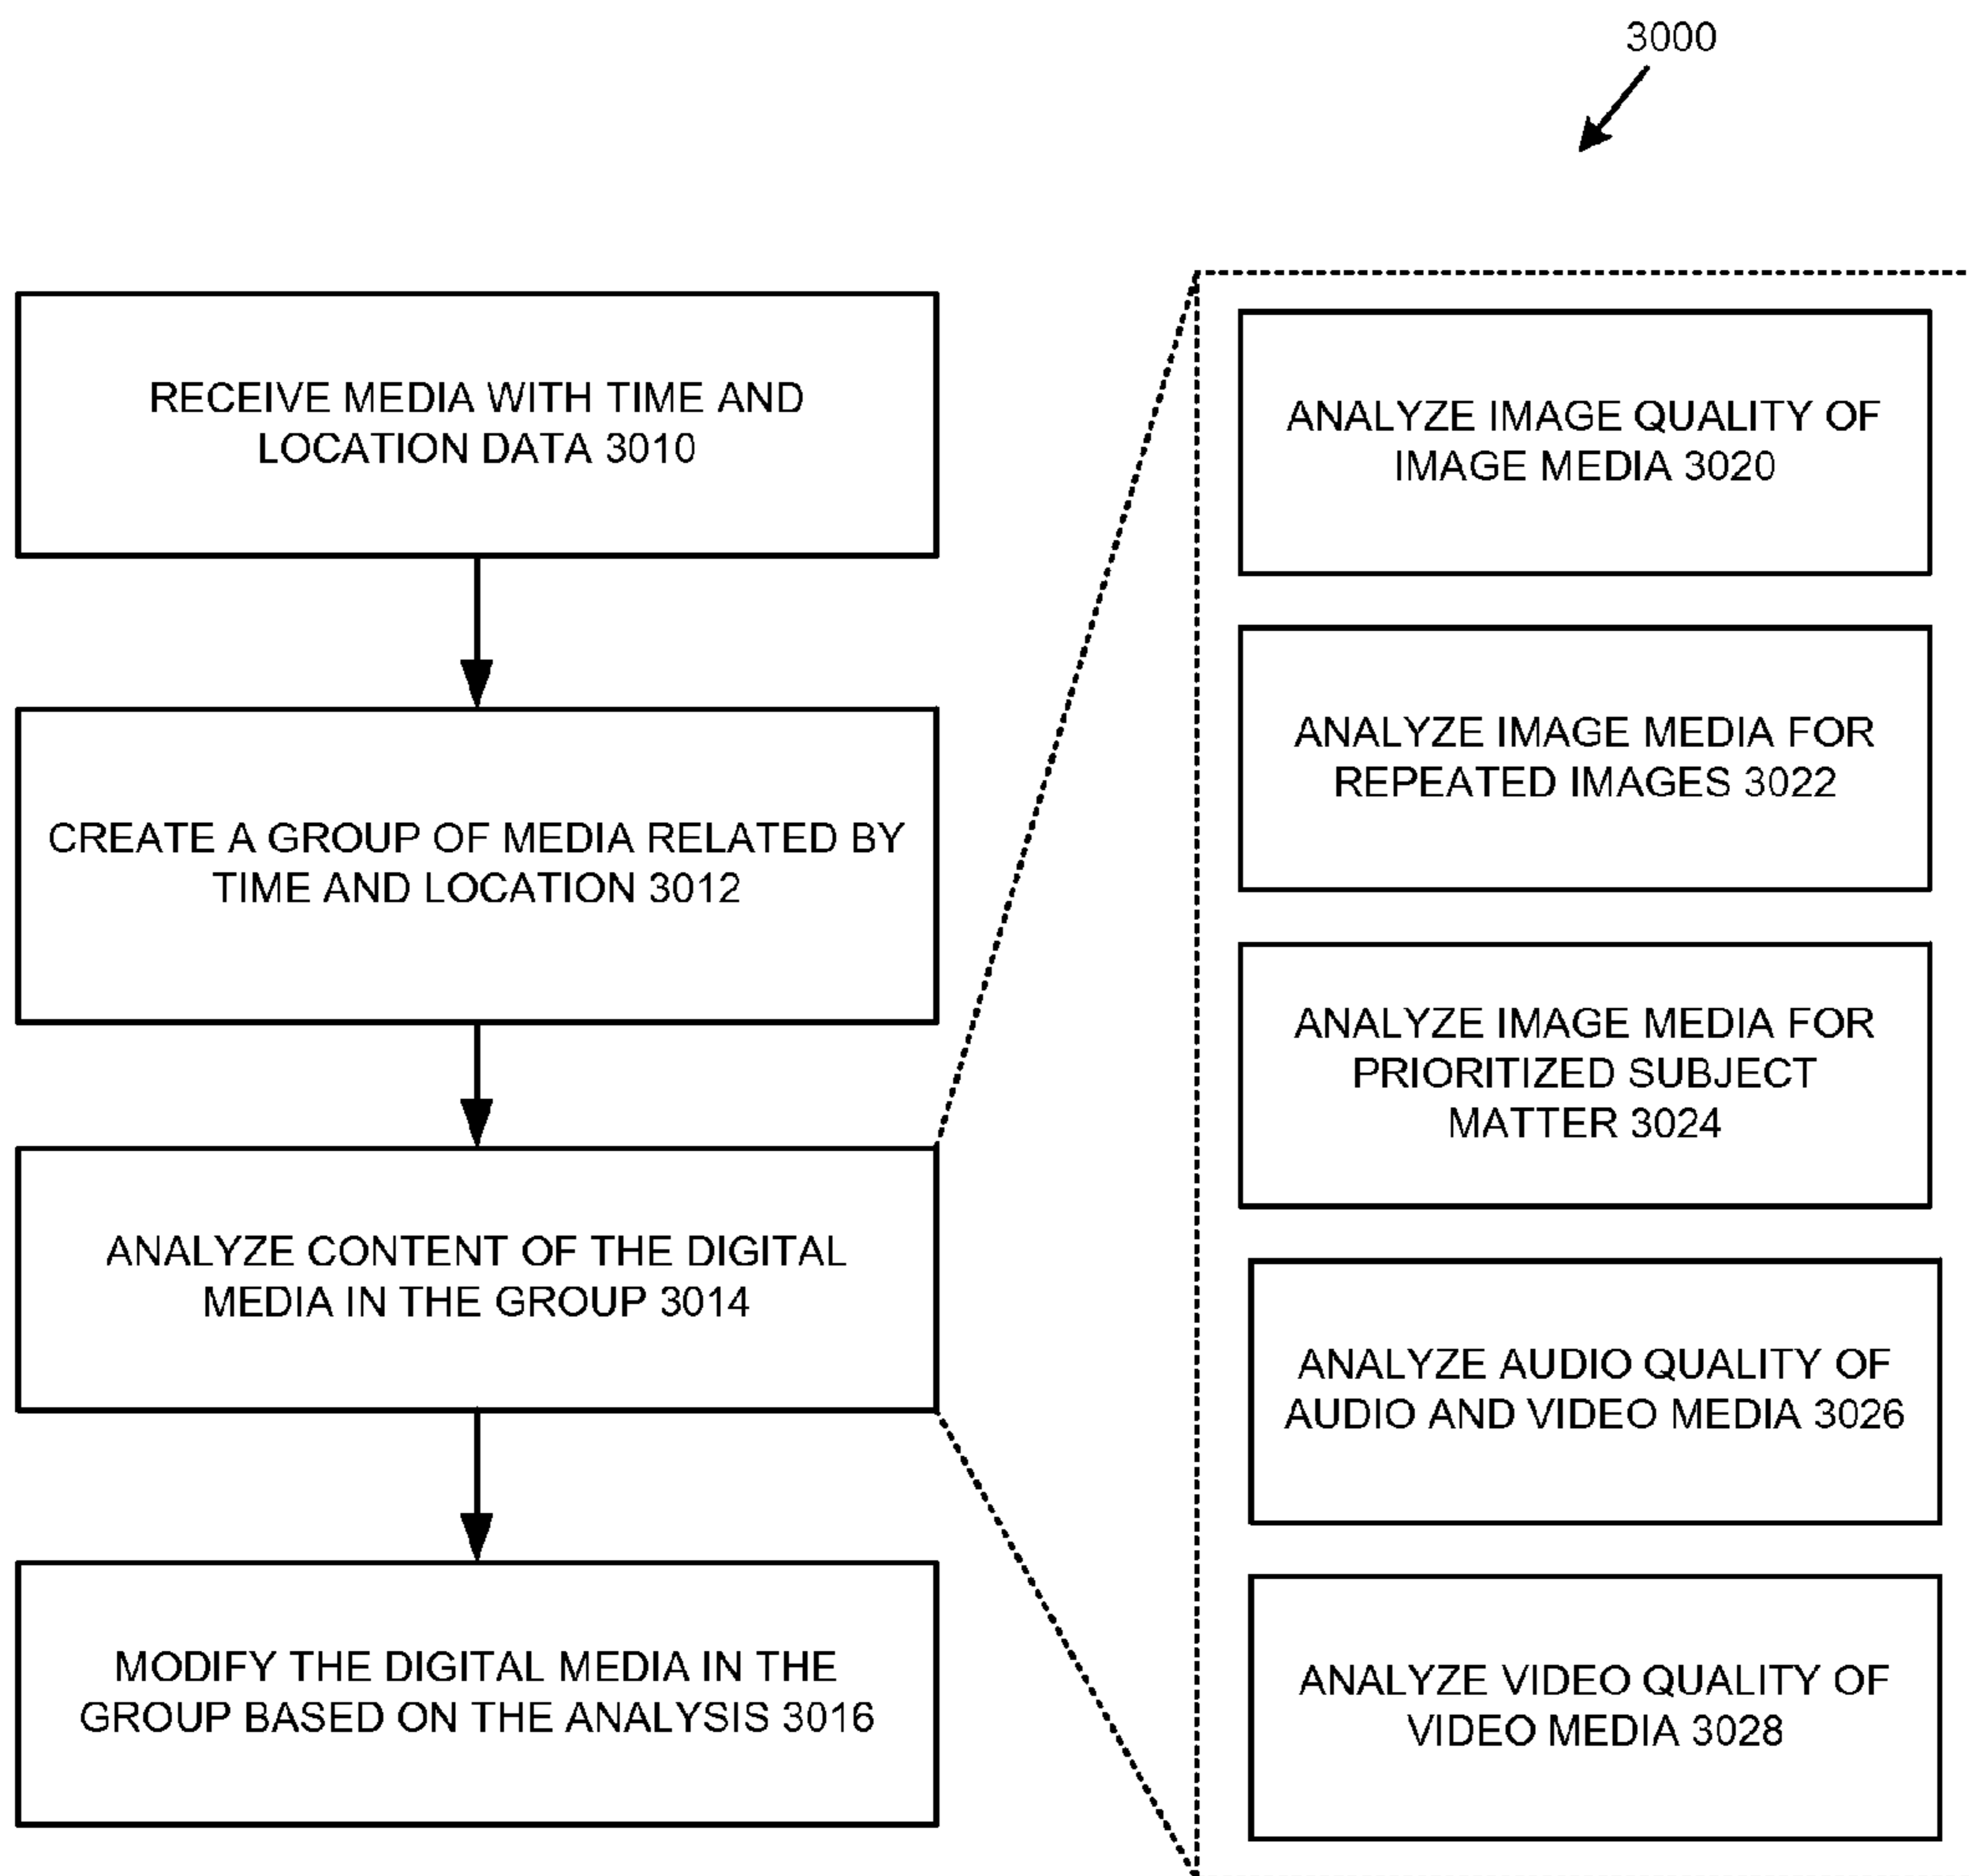 3000
RECEIVE MEDIA WITH TIME AND
LOCATION DATA 3010
CREATE A GROUP OF MEDIA RELATED BY
TIME AND LOCATION 3012
ANALYZE CONTENT OF THE DIGITAL
MEDIA IN THE GROUP 3014
MODIFY THE DIGITAL MEDIA IN THE
GROUP BASED ON THE ANALYSIS 3016
ANALYZE IMAGE QUALITY OF
IMAGE MEDIA 3020
ANALYZE IMAGE MEDIA FOR
REPEATED IMAGES 3022
ANALYZE IMAGE MEDIA FOR
PRIORITIZED SUBJECT
MATTER 3024
ANALYZE AUDIO QUALITY OF
AUDIO AND VIDEO MEDIA 3026
ANALYZE VIDEO QUALITY OF
VIDEO MEDIA 3028